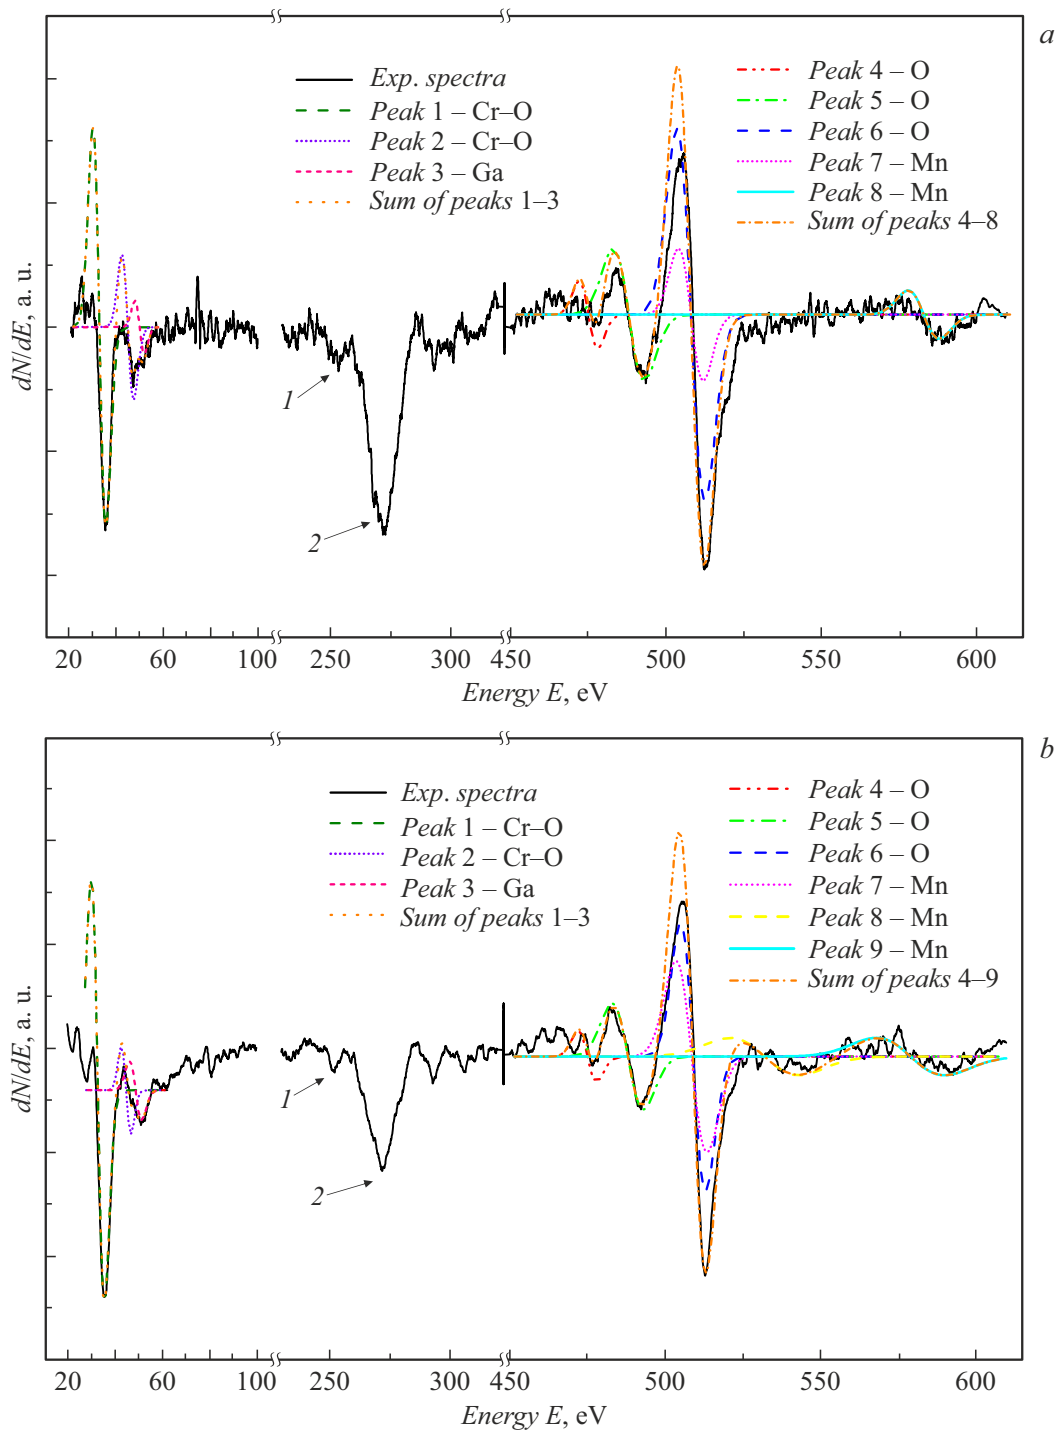 a
Exp. spectra
Peak 1 – Cr–O
Peak 2 – Cr–O
Peak 3 – Ga
Sum of peaks 1–3
Peak 4 – O
Peak 5 – O
Peak 6 – O
Peak 7 – Mn
Peak 8 – Mn
Sum of peaks 4–8
dN/dE, a. u.
1
2
20 60 100 250 300 450 500 550 600
Energy E, eV
b
Exp. spectra
Peak 1 – Cr–O
Peak 2 – Cr–O
Peak 3 – Ga
Sum of peaks 1–3
Peak 4 – O
Peak 5 – O
Peak 6 – O
Peak 7 – Mn
Peak 8 – Mn
Peak 9 – Mn
Sum of peaks 4–9
dN/dE, a. u.
1
2
20 60 100 250 300 450 500 550 600
Energy E, eV